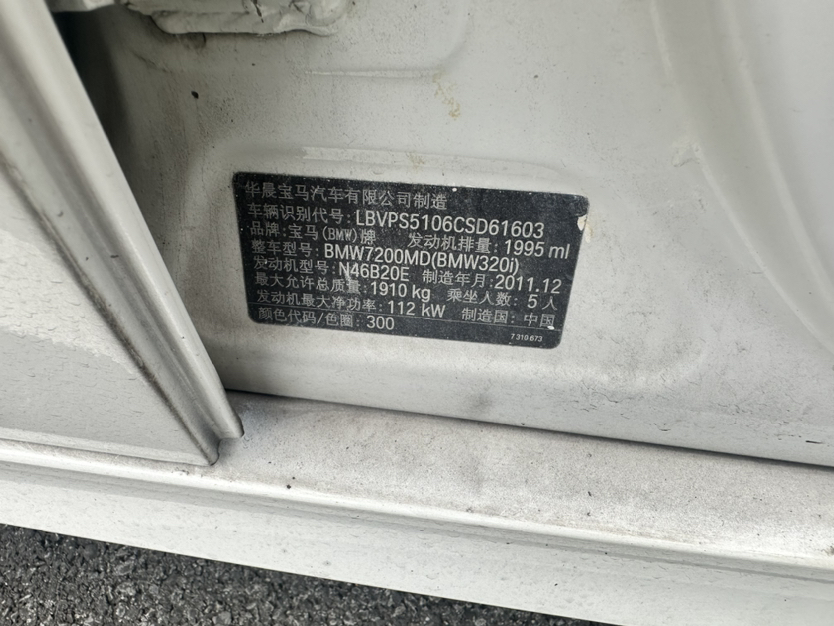 华晨宝马汽车有限公司制造
车辆识别代号: LBVPS5106CSD61603
品牌: 宝马(BMW)牌 发动机排量: 1995 ml
整车型号: BMW7200MD(BMW320i)
发动机型号: N46B20E 制造年月: 2011.12
最大允许总质量: 1910 kg 乘坐人数: 5 人
发动机最大净功率: 112 kW 制造国: 中国
颜色代码/色圈: 300
7 310 673